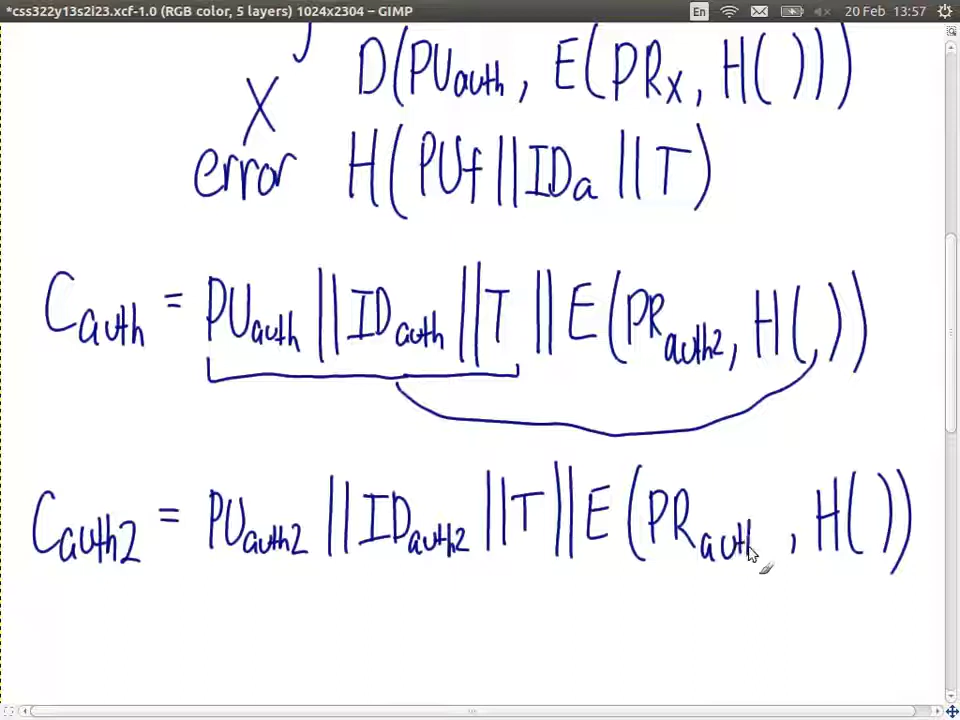 *css322y13s2i23.xcf-1.0 (RGB color, 5 layers) 1024x2304 – GIMP En 20 Feb 13:57
D(PUauth, E(PRx, H()))
X
error H(PUf||IDa||T)
Cauth = PUauth||IDauth||T||E(PRauth2, H(,))
Cauth2 = PUauth2||IDauth2||T||E(PRauth, H())